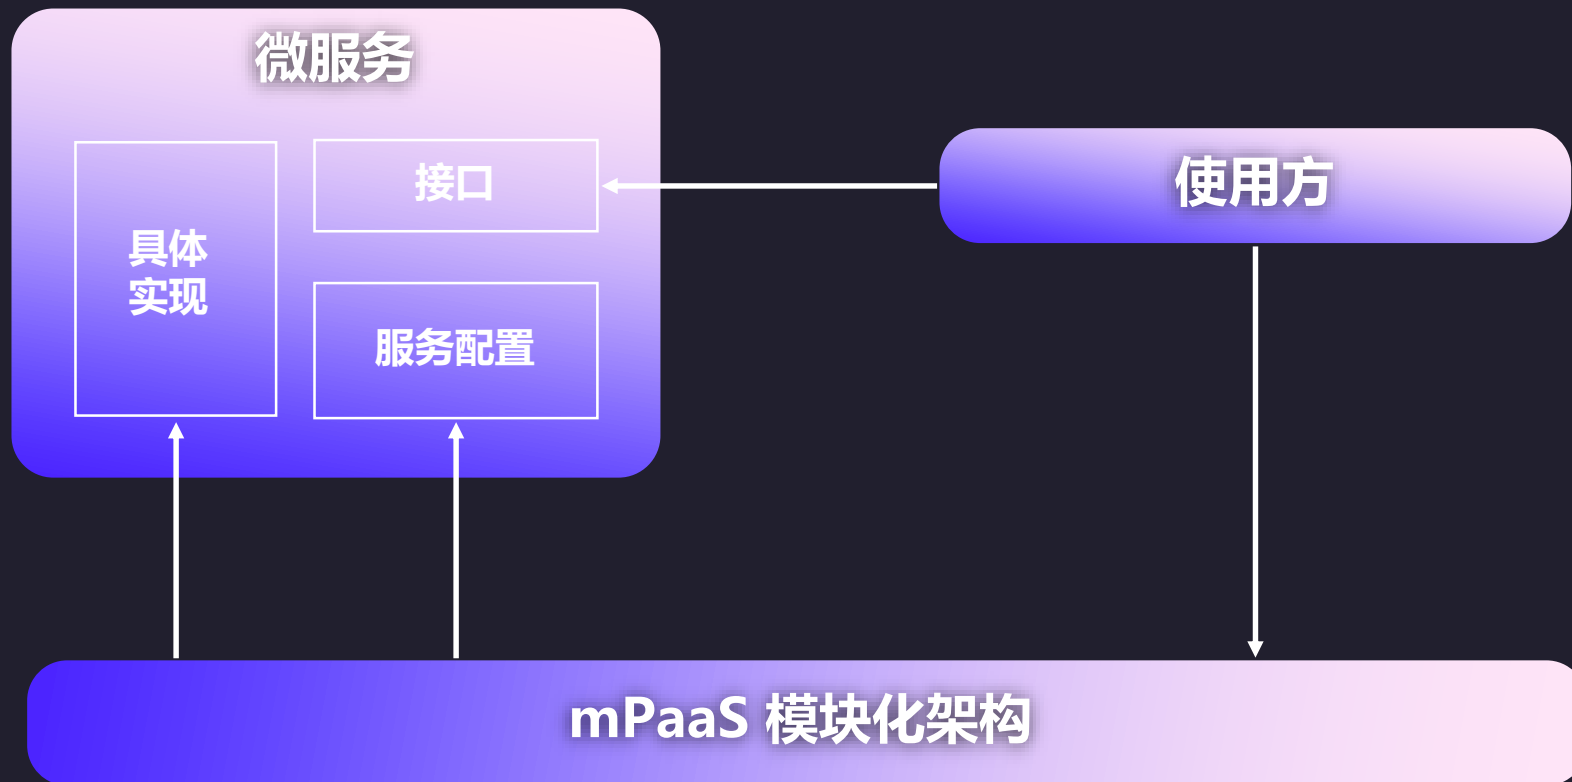 微服务
接口
使用方
具体
实现
服务配置
mPaaS 模块化架构